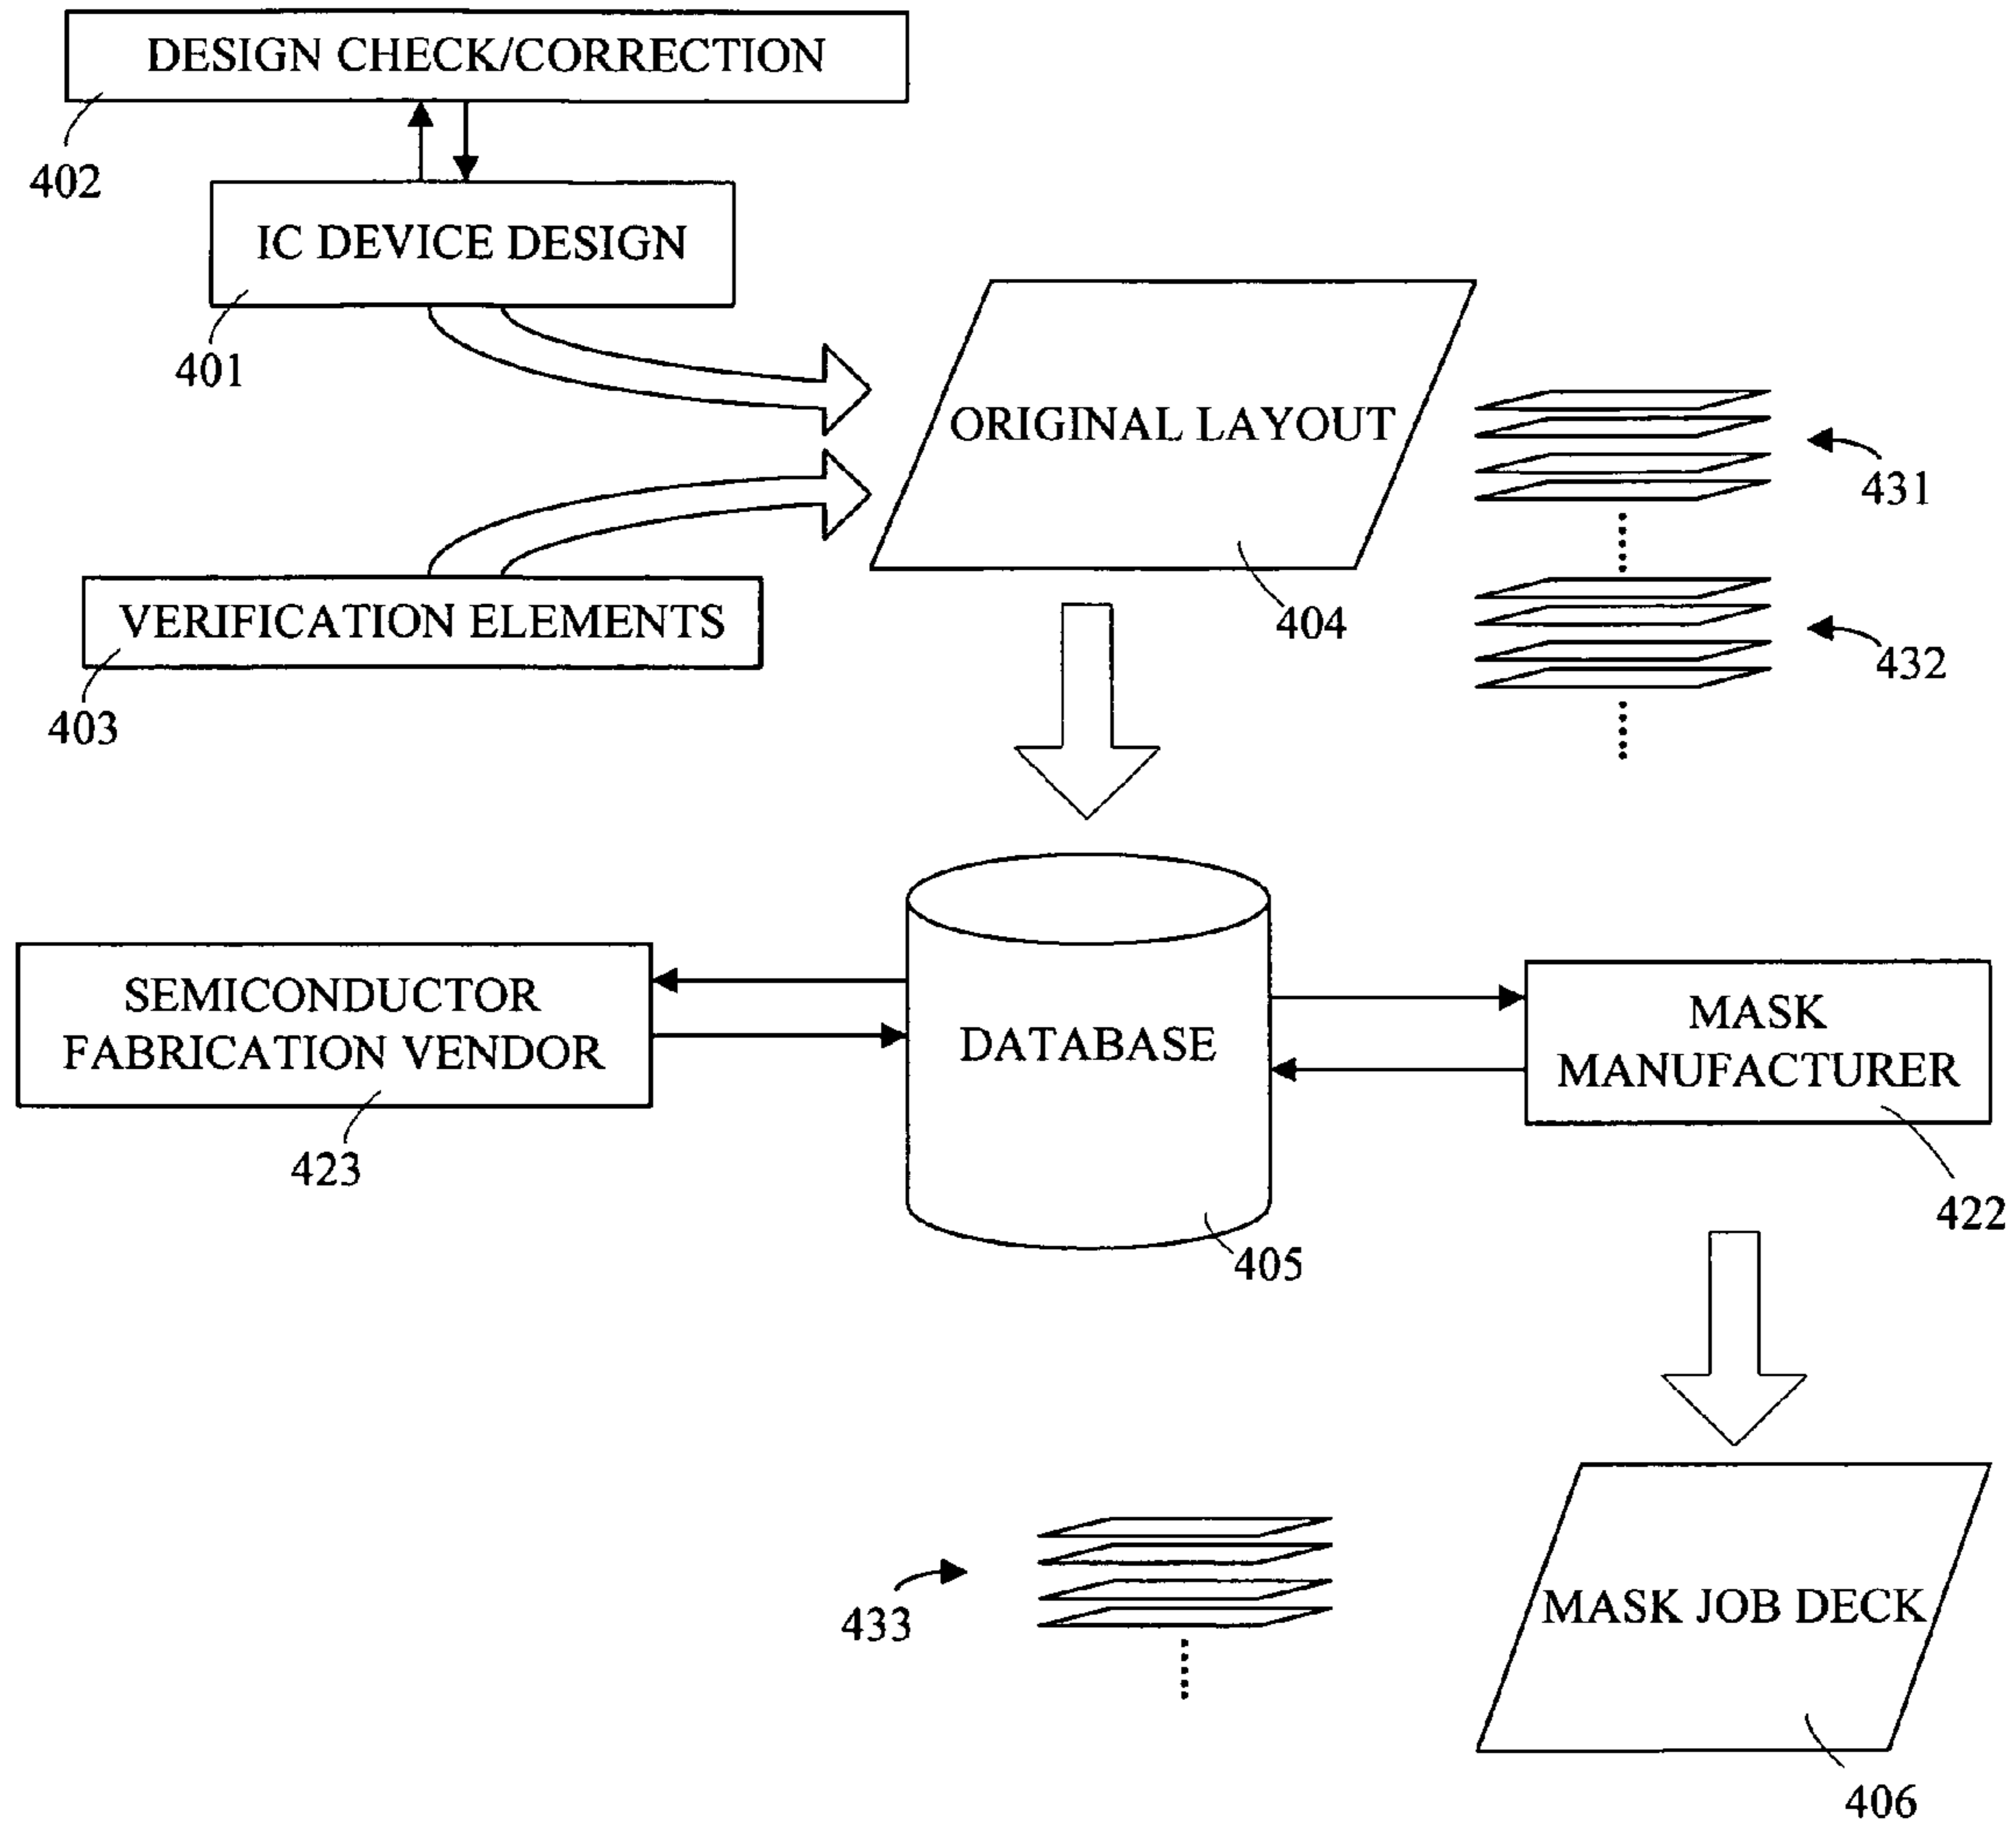 DESIGN CHECK/CORRECTION
402
IC DEVICE DESIGN
401
ORIGINAL LAYOUT
404
431
432
VERIFICATION ELEMENTS
403
SEMICONDUCTOR
FABRICATION VENDOR
423
DATABASE
405
MASK
MANUFACTURER
422
433
MASK JOB DECK
406